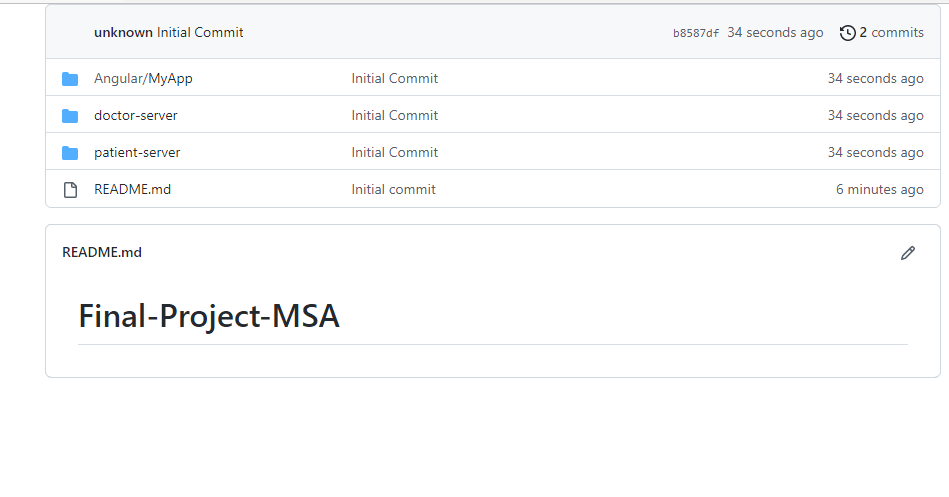 unknown Initial Commit b8587df 34 seconds ago 2 commits
Angular/MyApp Initial Commit 34 seconds ago
doctor-server Initial Commit 34 seconds ago
patient-server Initial Commit 34 seconds ago
README.md Initial commit 6 minutes ago
README.md
Final-Project-MSA